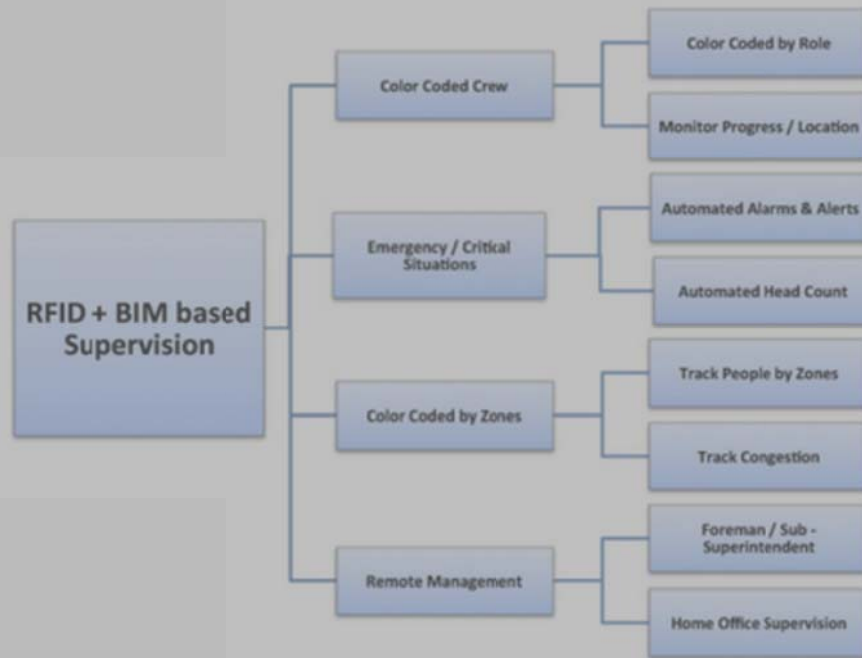 RFID + BIM based
Supervision
Color Coded Crew
Color Coded by Role
Monitor Progress / Location
Emergency / Critical
Situations
Automated Alarms & Alerts
Automated Head Count
Color Coded by Zones
Track People by Zones
Track Congestion
Remote Management
Foreman / Sub -
Superintendent
Home Office Supervision